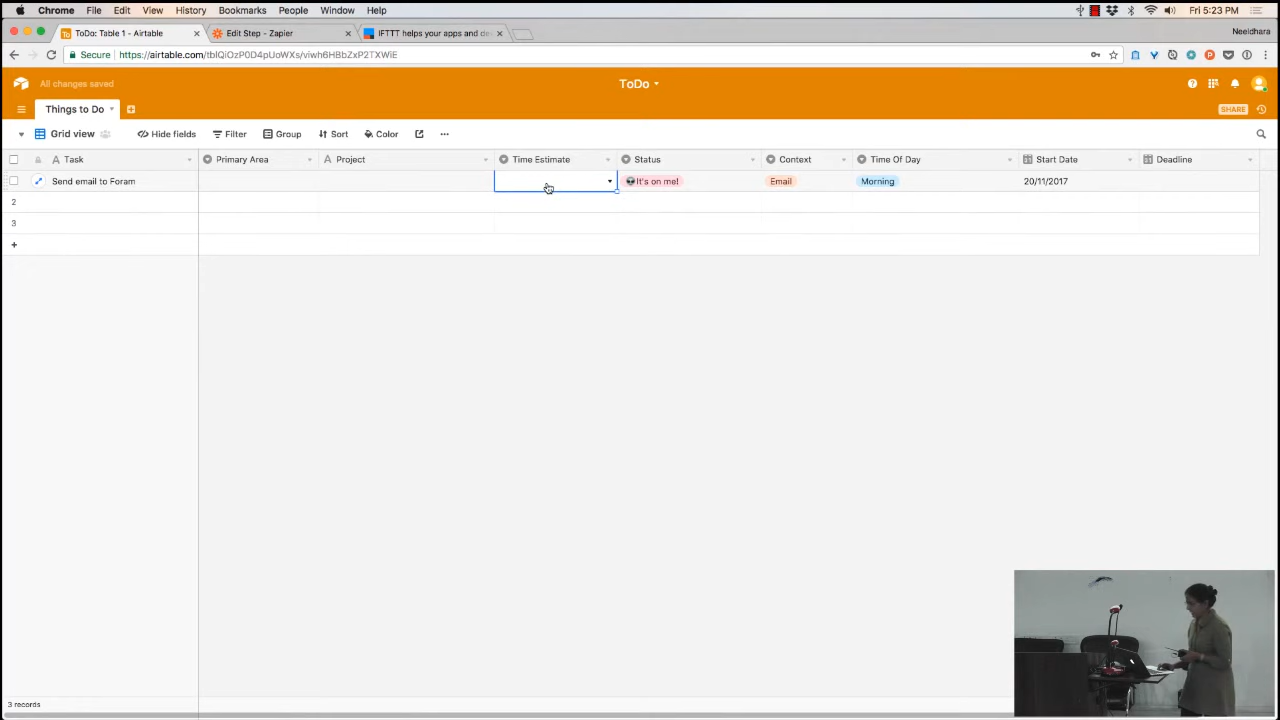 Chrome File Edit View History Bookmarks People Window Help Fri 5:23 PM
ToDo: Table 1 - Airtable Edit Step - Zapier IFTTT helps your apps and de Neeldhara
Secure https://airtable.com/tblQiOzP0D4pUoWXs/viwh6HBbZxP2TXWiE
All changes saved ToDo
Things to Do SHARE
Grid view Hide fields Filter Group Sort Color
Task Primary Area Project Time Estimate Status Context Time Of Day Start Date Deadline
Send email to Foram It's on me! Email Morning 20/11/2017
2
3
3 records